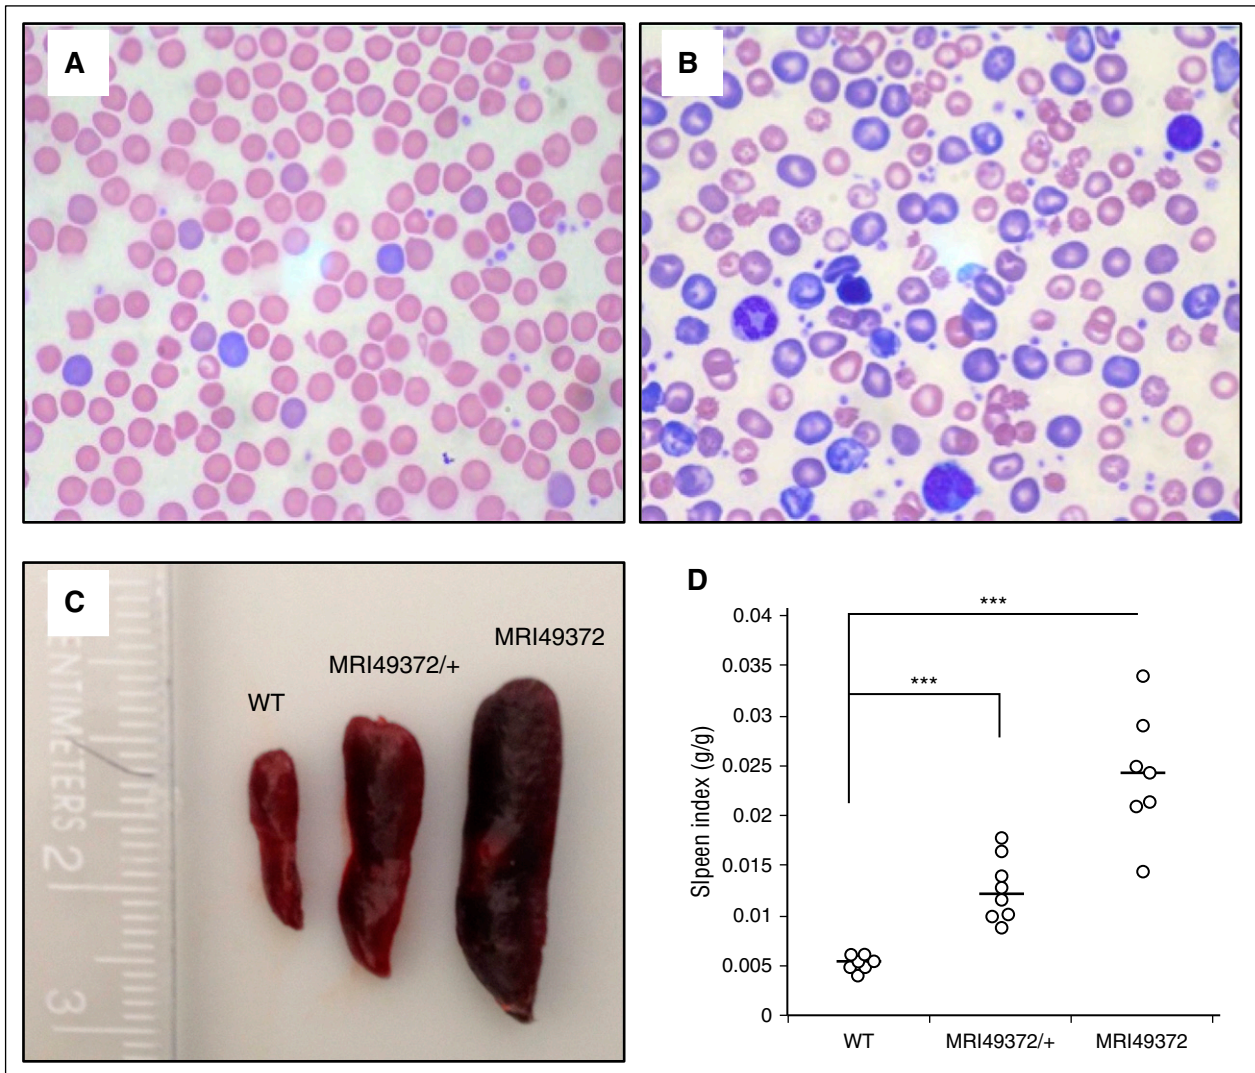 A
B
C
ENTIMETERS
2
3
WT
MRI49372/+
MRI49372
D
Slpeen index (g/g)
0.04
0.035
0.03
0.025
0.02
0.015
0.01
0.005
0
***
***
WT
MRI49372/+
MRI49372